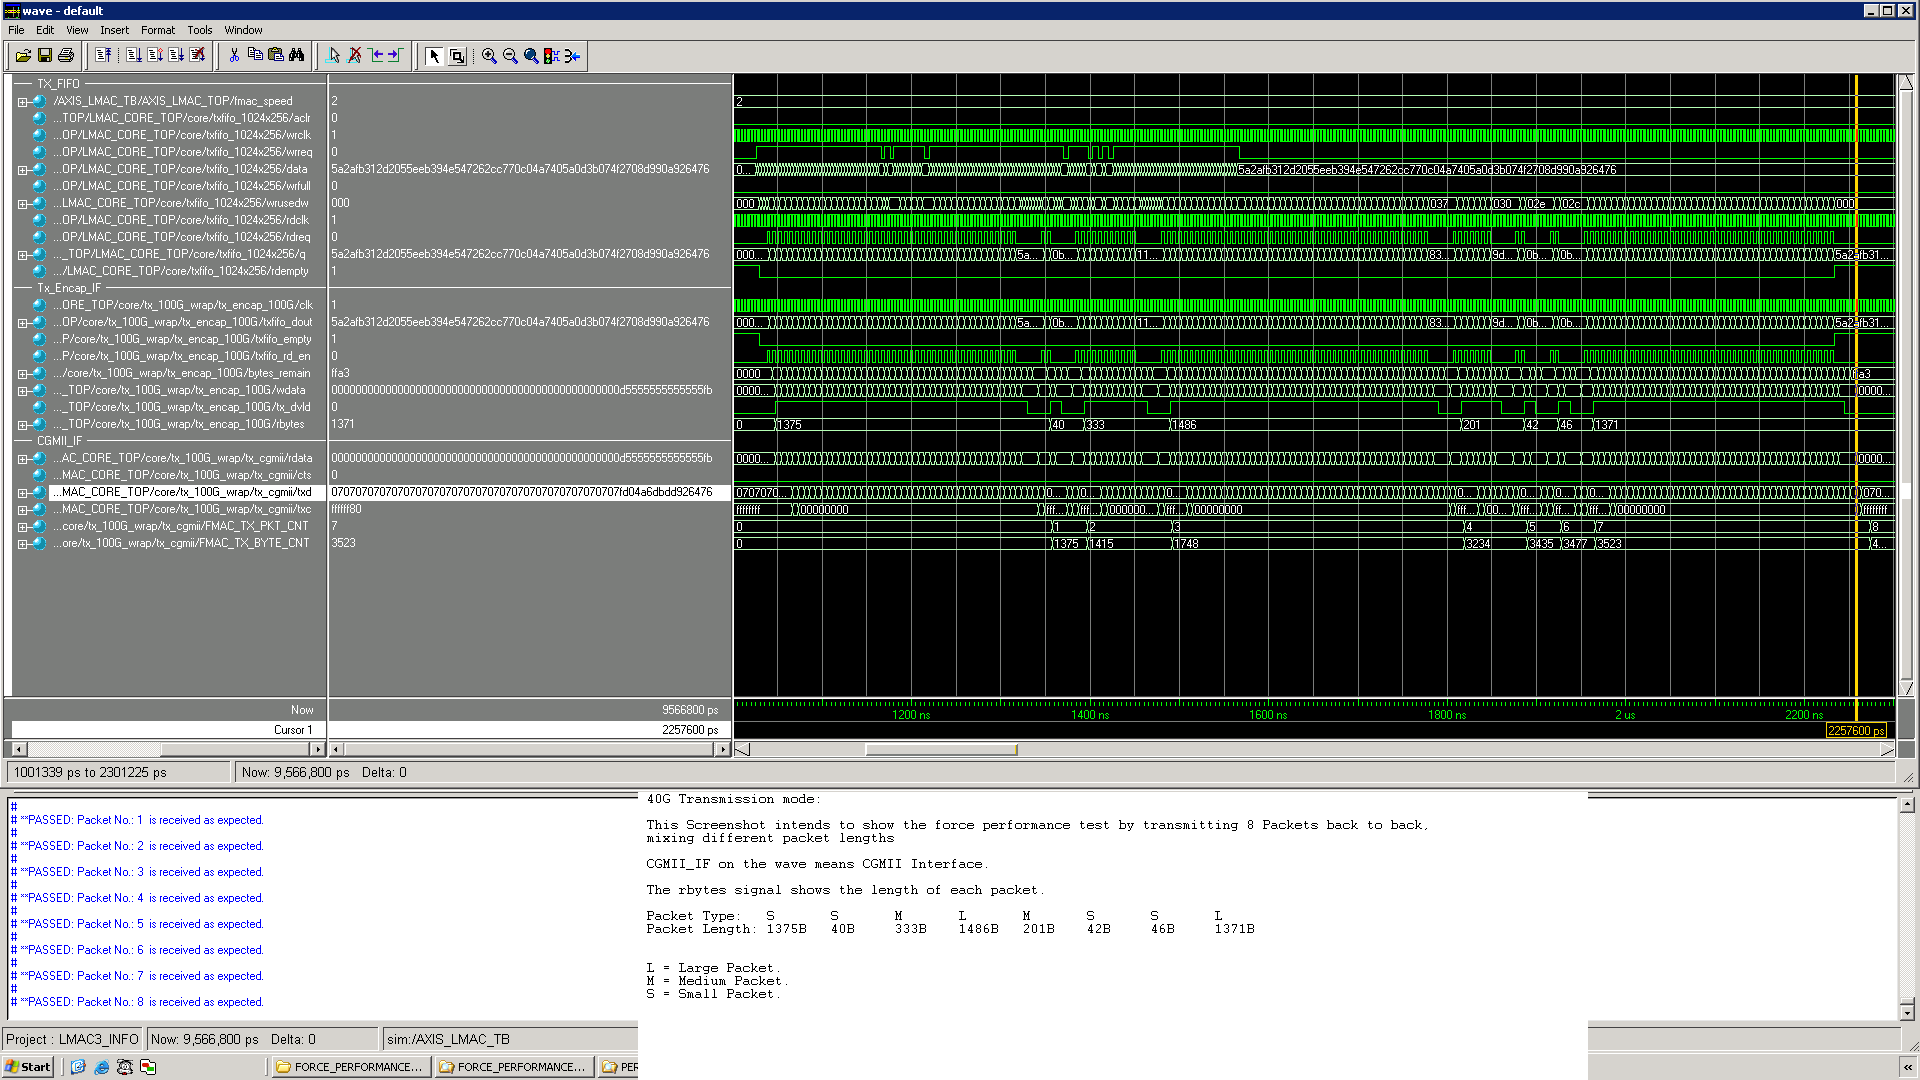 wave - default
File Edit View Insert Format Tools Window
TX_FIFO
/AXIS_LMAC_TB/AXIS_LMAC_TOP/fmac_speed 2 2
...TOP/LMAC_CORE_TOP/core/txfifo_1024x256/aclr 0
...OP/LMAC_CORE_TOP/core/txfifo_1024x256/wrclk 1
...OP/LMAC_CORE_TOP/core/txfifo_1024x256/wrreq 0
...OP/LMAC_CORE_TOP/core/txfifo_1024x256/data 5a2afb312d2055eeb394e547262cc770c04a7405a0d3b074f2708d990a926476 0... 5a2afb312d2055eeb394e547262cc770c04a7405a0d3b074f2708d990a926476
...OP/LMAC_CORE_TOP/core/txfifo_1024x256/wrfull 0
...LMAC_CORE_TOP/core/txfifo_1024x256/wrusedw 000 000 037 030 02e 02c 000
...OP/LMAC_CORE_TOP/core/txfifo_1024x256/rdclk 1
...OP/LMAC_CORE_TOP/core/txfifo_1024x256/rdreq 0
..._TOP/LMAC_CORE_TOP/core/txfifo_1024x256/q 5a2afb312d2055eeb394e547262cc770c04a7405a0d3b074f2708d990a926476 000... 5a... 0b... 11... 83... 9d... 0b... 0b... 5a2afb31...
.../LMAC_CORE_TOP/core/txfifo_1024x256/rdempty 1
Tx_Encap_IF
...ORE_TOP/core/tx_100G_wrap/tx_encap_100G/clk 1
...OP/core/tx_100G_wrap/tx_encap_100G/txfifo_dout 5a2afb312d2055eeb394e547262cc770c04a7405a0d3b074f2708d990a926476 000... 5a... 0b... 11... 83... 9d... 0b... 0b... 5a2afb31...
...P/core/tx_100G_wrap/tx_encap_100G/txfifo_empty 1
...P/core/tx_100G_wrap/tx_encap_100G/txfifo_rd_en 0
.../core/tx_100G_wrap/tx_encap_100G/bytes_remain ffa3 0000 ffa3
..._TOP/core/tx_100G_wrap/tx_encap_100G/wdata 0000... 0000...
..._TOP/core/tx_100G_wrap/tx_encap_100G/tx_dvld 0
..._TOP/core/tx_100G_wrap/tx_encap_100G/rbytes 1371 0 1375 40 333 1486 201 42 46 1371
CGMII_IF
...AC_CORE_TOP/core/tx_100G_wrap/tx_cgmii/rdata 0000... 0000...
...MAC_CORE_TOP/core/tx_100G_wrap/tx_cgmii/cts 0
...MAC_CORE_TOP/core/tx_100G_wrap/tx_cgmii/txd 0707070... 0... 0... 0... 0... 0... 0... 0... 070...
...MAC_CORE_TOP/core/tx_100G_wrap/tx_cgmii/txc ffffff80 ffffffff 00000000 fff... fff... 000000... fff... 00000000 fff... 00... fff... fff... fff... 00000000 ffffffff
...core/tx_100G_wrap/tx_cgmii/FMAC_TX_PKT_CNT 7 0 1 2 3 4 5 6 7 8
...ore/tx_100G_wrap/tx_cgmii/FMAC_TX_BYTE_CNT 3523 0 1375 1415 1748 3234 3435 3477 3523 4...
Now 9566800 ps 1200 ns 1400 ns 1600 ns 1800 ns 2 us 2200 ns
Cursor 1 2257600 ps 2257600 ps
1001339 ps to 2301225 ps Now: 9,566,800 ps Delta: 0
#
# **PASSED: Packet No.: 1 is received as expected.
#
# **PASSED: Packet No.: 2 is received as expected.
#
# **PASSED: Packet No.: 3 is received as expected.
#
# **PASSED: Packet No.: 4 is received as expected.
#
# **PASSED: Packet No.: 5 is received as expected.
#
# **PASSED: Packet No.: 6 is received as expected.
#
# **PASSED: Packet No.: 7 is received as expected.
#
# **PASSED: Packet No.: 8 is received as expected.
40G Transmission mode:
This Screenshot intends to show the force performance test by transmitting 8 Packets back to back,
mixing different packet lengths
CGMII_IF on the wave means CGMII Interface.
The rbytes signal shows the length of each packet.
Packet Type: S S M L M S S L
Packet Length: 1375B 40B 333B 1486B 201B 42B 46B 1371B
L = Large Packet.
M = Medium Packet.
S = Small Packet.
Project : LMAC3_INFO Now: 9,566,800 ps Delta: 0 sim:/AXIS_LMAC_TB
Start FORCE_PERFORMANCE... FORCE_PERFORMANCE... PER